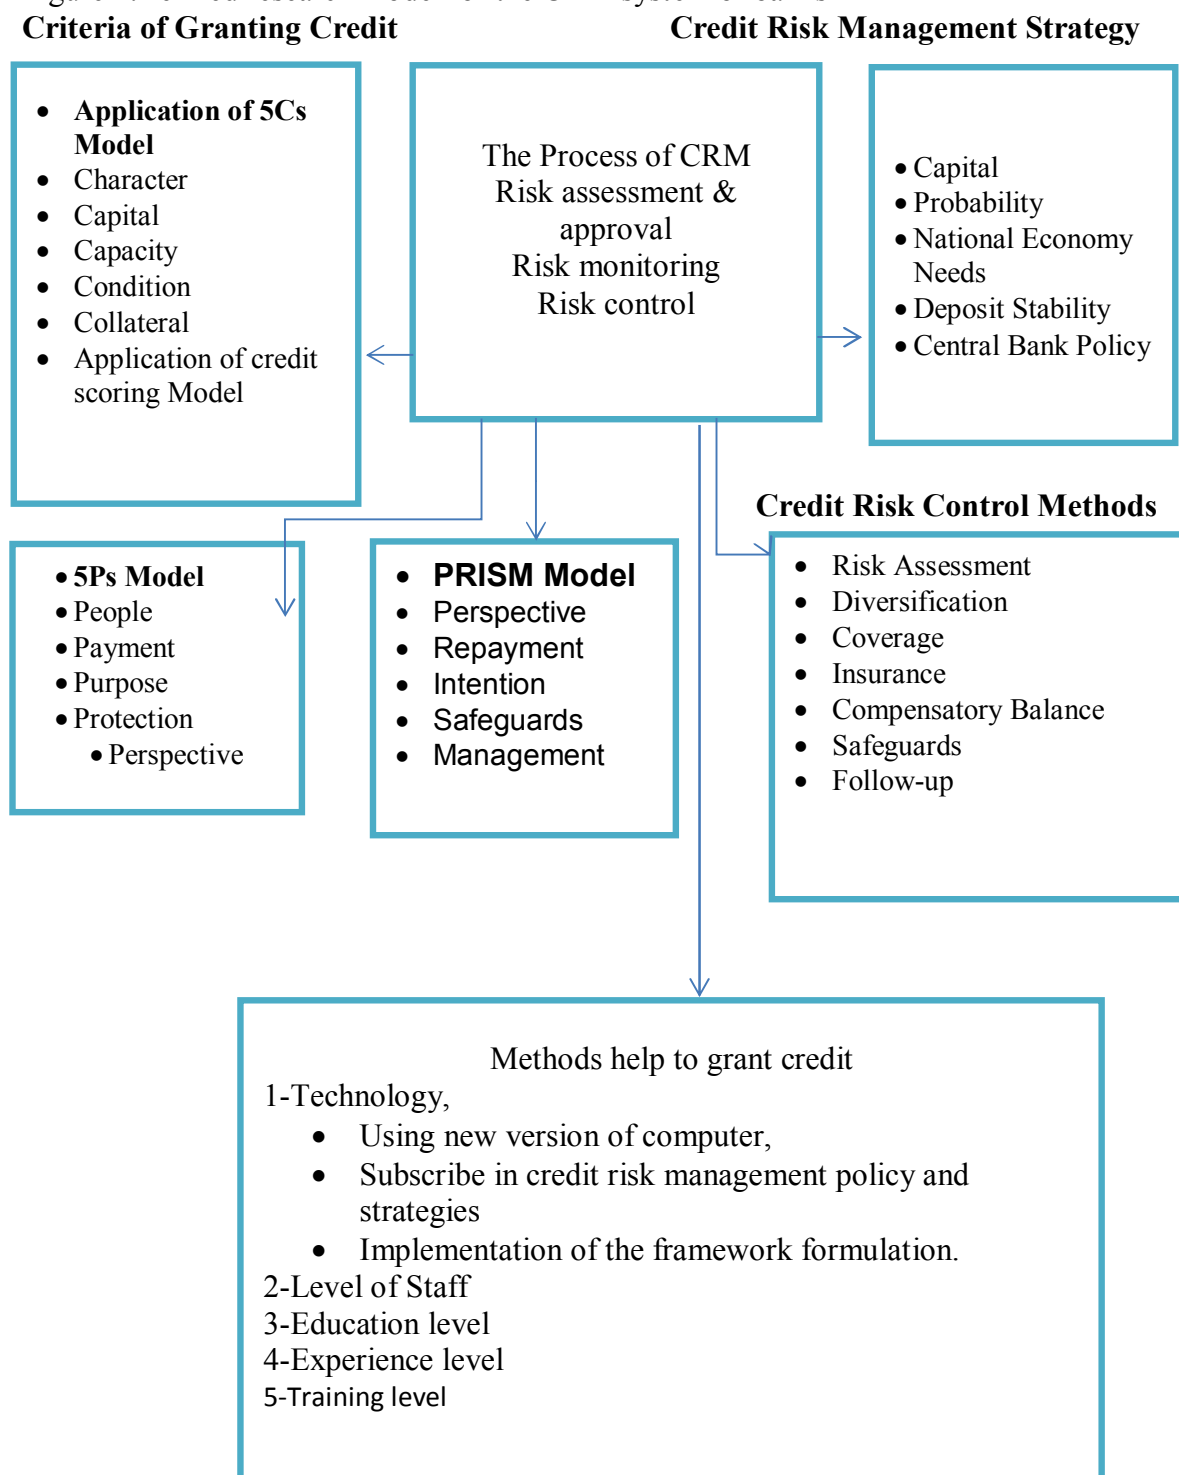 Criteria of Granting Credit
Credit Risk Management Strategy
• Application of 5Cs
Model
• Character
• Capital
• Capacity
• Condition
• Collateral
• Application of credit
scoring Model
The Process of CRM
Risk assessment &
approval
Risk monitoring
Risk control
• Capital
• Probability
• National Economy
Needs
• Deposit Stability
• Central Bank Policy
Credit Risk Control Methods
• 5Ps Model
• People
• Payment
• Purpose
• Protection
• Perspective
• PRISM Model
• Perspective
• Repayment
• Intention
• Safeguards
• Management
• Risk Assessment
• Diversification
• Coverage
• Insurance
• Compensatory Balance
• Safeguards
• Follow-up
Methods help to grant credit
1-Technology,
• Using new version of computer,
• Subscribe in credit risk management policy and
strategies
• Implementation of the framework formulation.
2-Level of Staff
3-Education level
4-Experience level
5-Training level